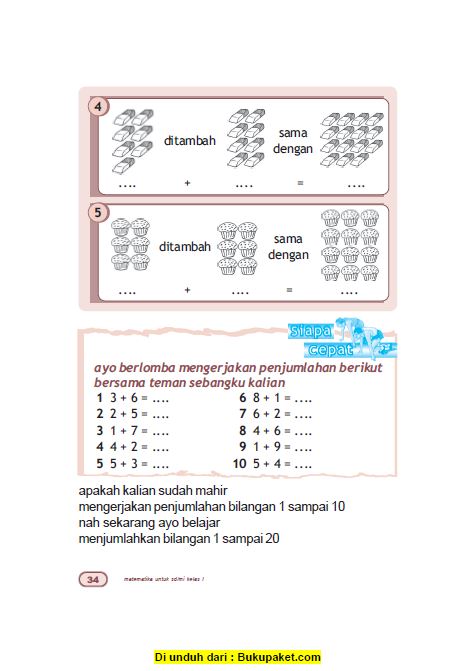 4
ditambah
sama
dengan
.... + .... = ....
5
ditambah
sama
dengan
.... + .... = ....
siapa
cepat
ayo berlomba mengerjakan penjumlahan berikut
bersama teman sebangku kalian
1 3 + 6 = ....
2 2 + 5 = ....
3 1 + 7 = ....
4 4 + 2 = ....
5 5 + 3 = ....
6 8 + 1 = ....
7 6 + 2 = ....
8 4 + 6 = ....
9 1 + 9 = ....
10 5 + 4 = ....
apakah kalian sudah mahir
mengerjakan penjumlahan bilangan 1 sampai 10
nah sekarang ayo belajar
menjumlahkan bilangan 1 sampai 20
34 matematika untuk sd/mi kelas I
Di unduh dari : Bukupaket.com